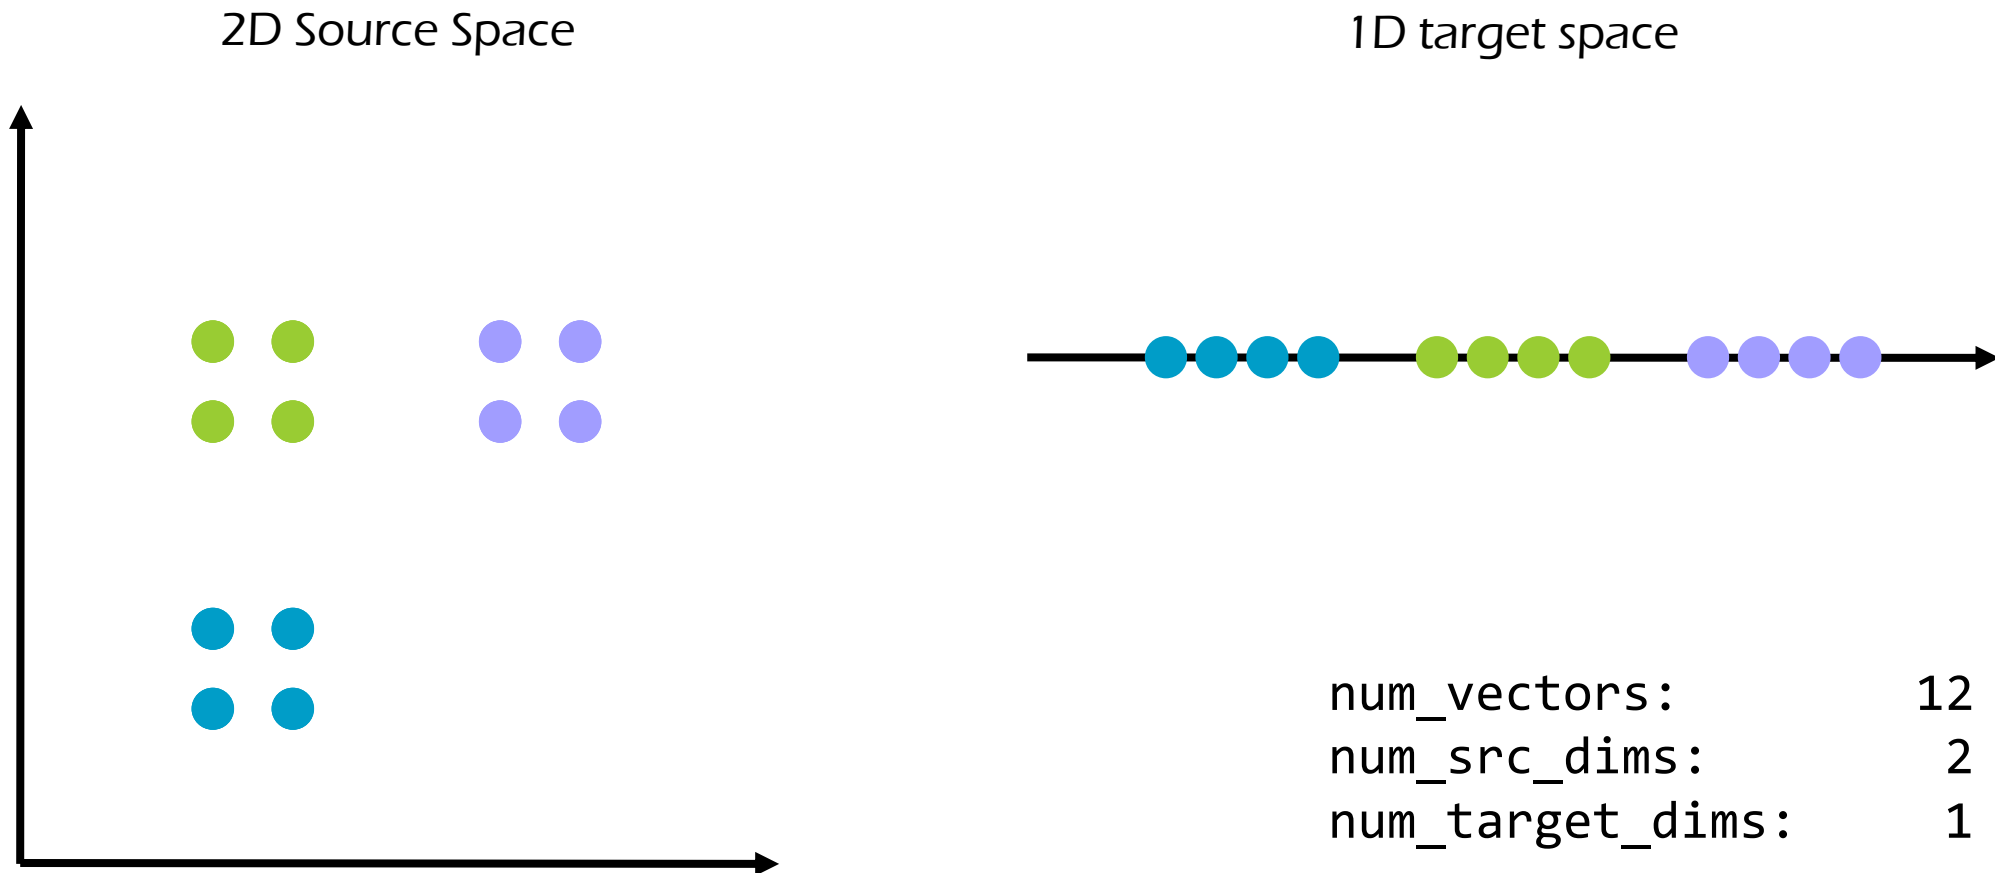 2D Source Space
1D target space
num_vectors: 12
num_src_dims: 2
num_target_dims: 1